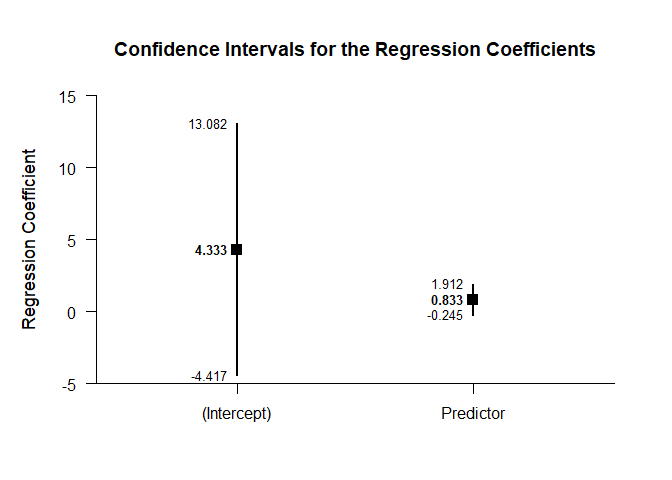 Confidence Intervals for the Regression Coefficients
Regression Coefficient
15
10
5
0
-5
13.082
4.333
-4.417
1.912
0.833
-0.245
(Intercept)
Predictor